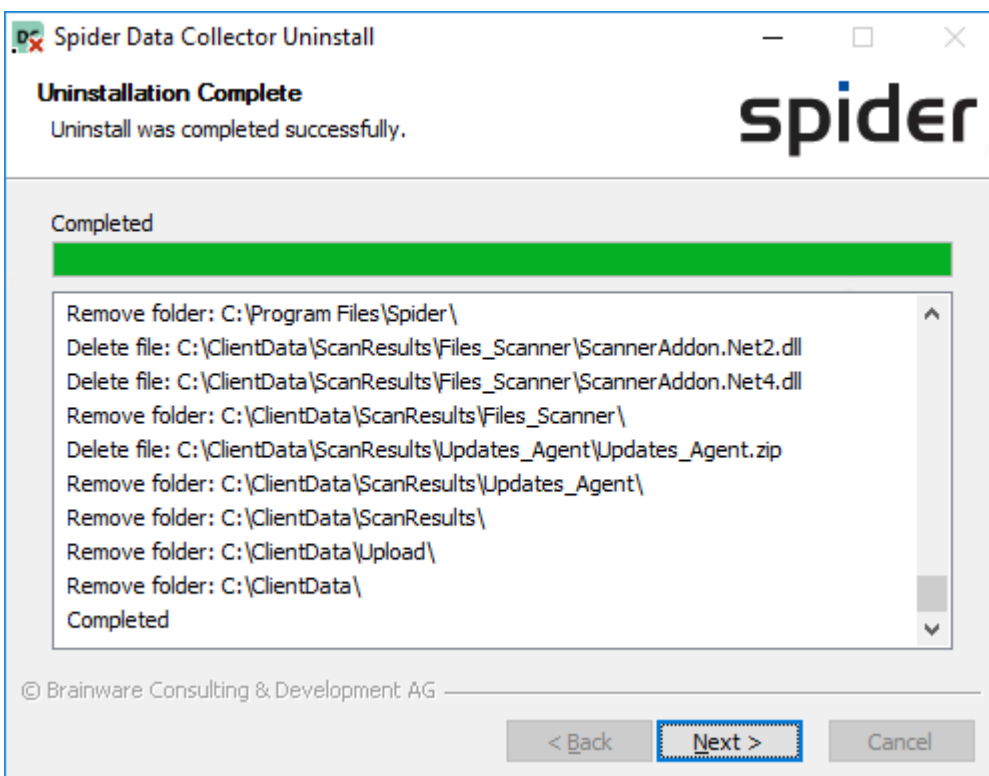 Spider Data Collector Uninstall
Uninstallation Complete
Uninstall was completed successfully.
spider
Completed
Remove folder: C:\Program Files\Spider\
Delete file: C:\ClientData\ScanResults\Files_Scanner\ScannerAddon.Net2.dll
Delete file: C:\ClientData\ScanResults\Files_Scanner\ScannerAddon.Net4.dll
Remove folder: C:\ClientData\ScanResults\Files_Scanner\
Delete file: C:\ClientData\ScanResults\Updates_Agent\Updates_Agent.zip
Remove folder: C:\ClientData\ScanResults\Updates_Agent\
Remove folder: C:\ClientData\ScanResults\
Remove folder: C:\ClientData\Upload\
Remove folder: C:\ClientData\
Completed
© Brainware Consulting & Development AG
< Back
Next >
Cancel